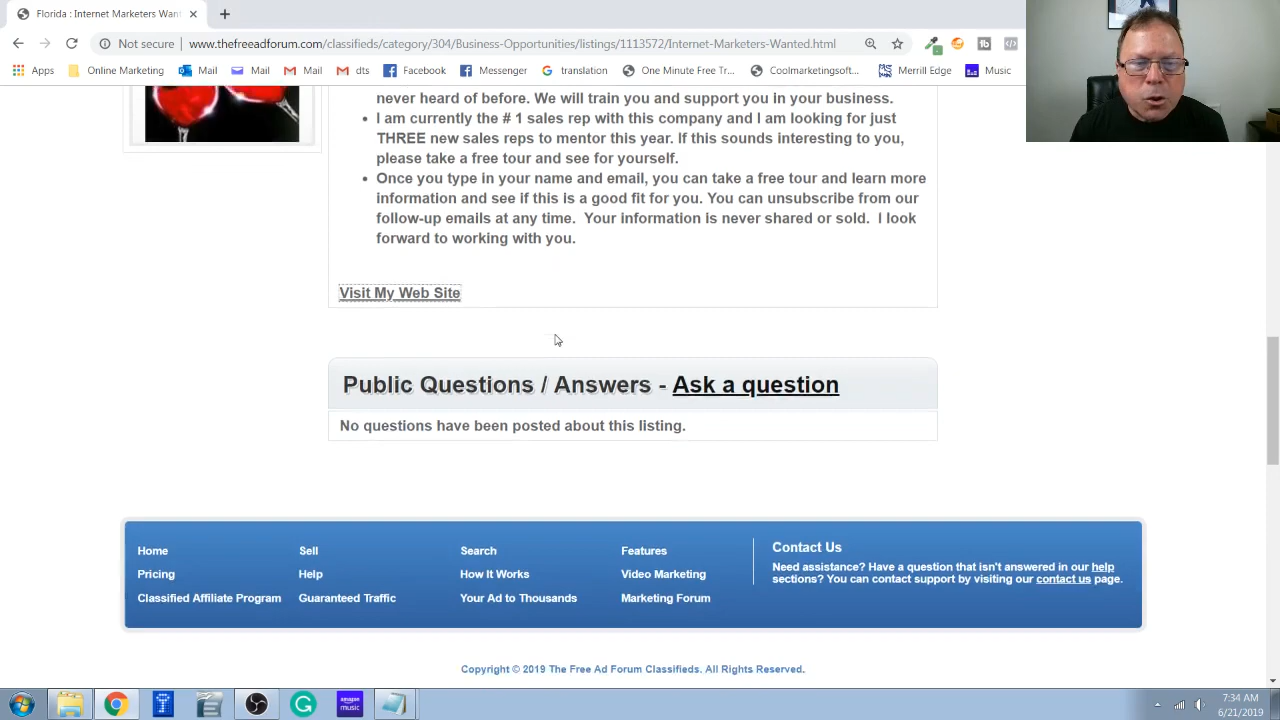 Florida : Internet Marketers Want
Not secure | www.thefreeadforum.com/classifieds/category/304/Business-Opportunities/listings/1113572/Internet-Marketers-Wanted.html
Apps Online Marketing Mail Mail Mail Facebook Messenger translation One Minute Free Tr... Coolmarketingsoft... Merrill Edge Music
never heard of before. We will train you and support you in your business.
• I am currently the # 1 sales rep with this company and I am looking for just
THREE new sales reps to mentor this year. If this sounds interesting to you,
please take a free tour and see for yourself.
• Once you type in your name and email, you can take a free tour and learn more
information and see if this is a good fit for you. You can unsubscribe from our
follow-up emails at any time. Your information is never shared or sold. I look
forward to working with you.
Visit My Web Site
Public Questions / Answers - Ask a question
No questions have been posted about this listing.
Home Sell Search Features
Pricing Help How It Works Video Marketing
Classified Affiliate Program Guaranteed Traffic Your Ad to Thousands Marketing Forum
Contact Us
Need assistance? Have a question that isn't answered in our help
sections? You can contact support by visiting our contact us page.
Copyright © 2019 The Free Ad Forum Classifieds. All Rights Reserved.
amazon
music
7:34 AM
6/21/2019